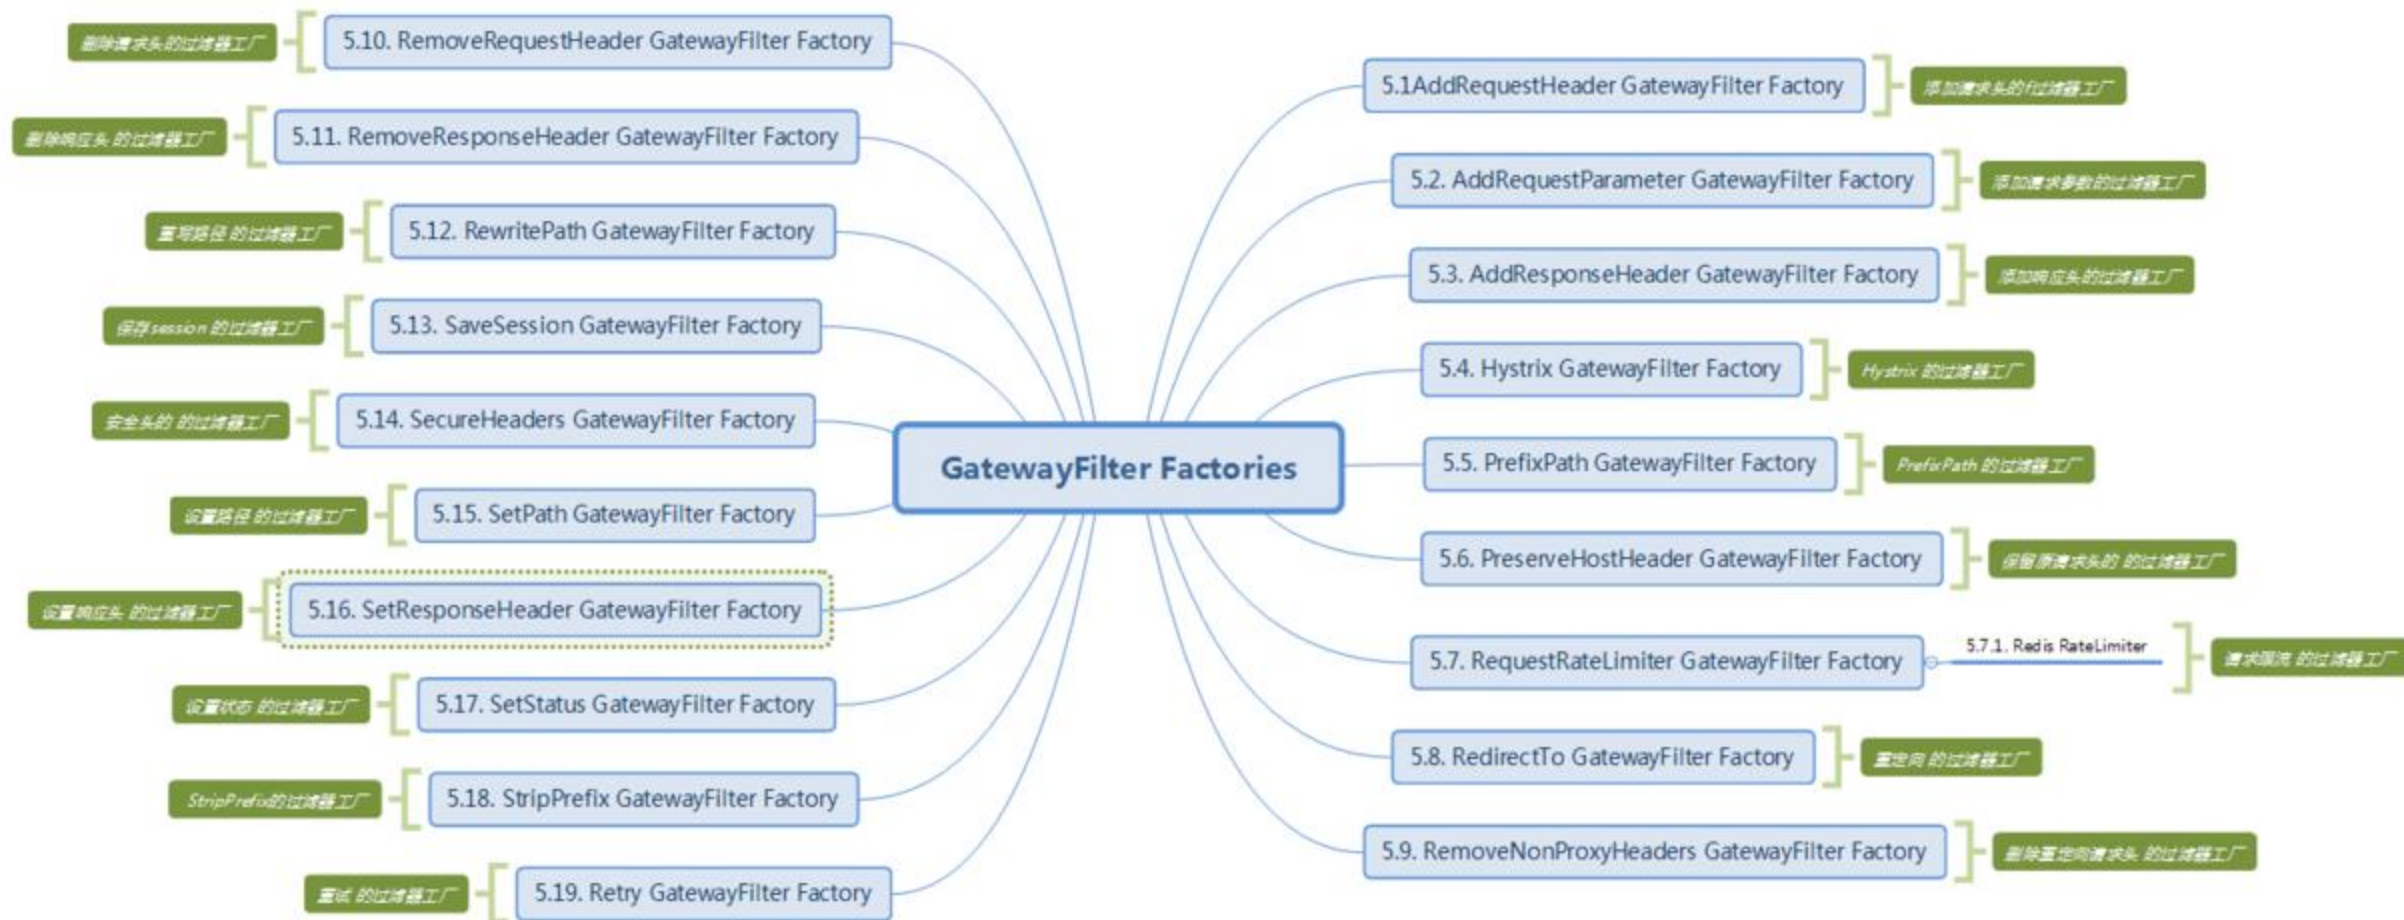 GatewayFilter Factories
5.1AddRequestHeader GatewayFilter Factory
添加请求头的f过滤器工厂
5.2. AddRequestParameter GatewayFilter Factory
添加请求参数的过滤器工厂
5.3. AddResponseHeader GatewayFilter Factory
添加响应头的过滤器工厂
5.4. Hystrix GatewayFilter Factory
Hystrix 的过滤器工厂
5.5. PrefixPath GatewayFilter Factory
PrefixPath 的过滤器工厂
5.6. PreserveHostHeader GatewayFilter Factory
保留原请求头的 的过滤器工厂
5.7. RequestRateLimiter GatewayFilter Factory
5.7.1. Redis RateLimiter
请求限流 的过滤器工厂
5.8. RedirectTo GatewayFilter Factory
重定向 的过滤器工厂
5.9. RemoveNonProxyHeaders GatewayFilter Factory
删除重定向请求头 的过滤器工厂
5.10. RemoveRequestHeader GatewayFilter Factory
删除请求头的过滤器工厂
5.11. RemoveResponseHeader GatewayFilter Factory
删除响应头 的过滤器工厂
5.12. RewritePath GatewayFilter Factory
重写路径 的过滤器工厂
5.13. SaveSession GatewayFilter Factory
保存session 的过滤器工厂
5.14. SecureHeaders GatewayFilter Factory
安全头的 的过滤器工厂
5.15. SetPath GatewayFilter Factory
设置路径 的过滤器工厂
5.16. SetResponseHeader GatewayFilter Factory
设置响应头 的过滤器工厂
5.17. SetStatus GatewayFilter Factory
设置状态 的过滤器工厂
5.18. StripPrefix GatewayFilter Factory
StripPrefix的过滤器工厂
5.19. Retry GatewayFilter Factory
重试 的过滤器工厂